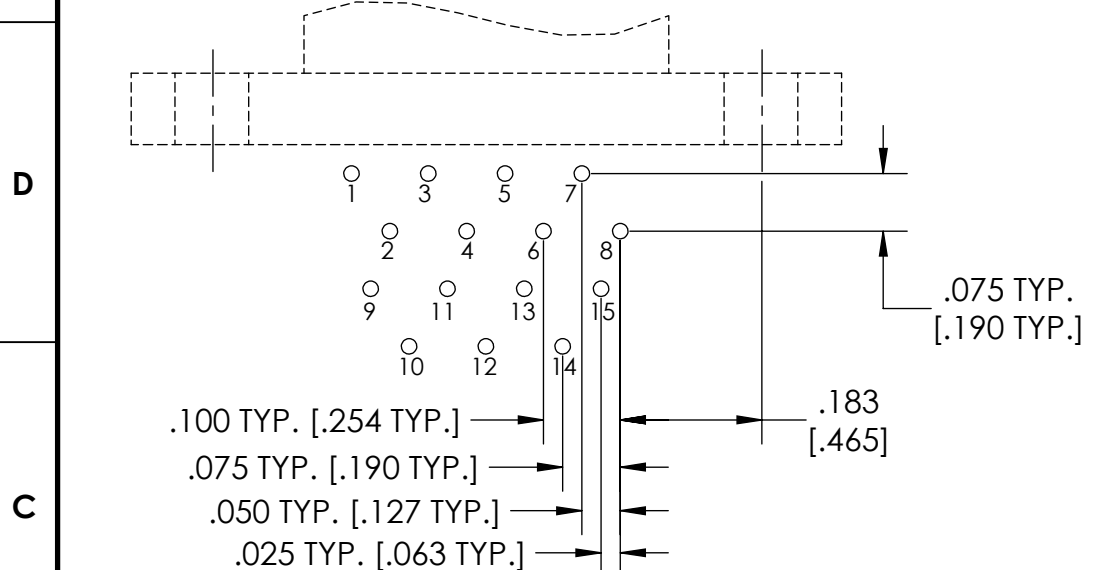 D
1 3 5 7
2 4 6 8
9 11 13 15
10 12 14
.075 TYP.
[.190 TYP.]
.183
[.465]
.100 TYP. [.254 TYP.]
.075 TYP. [.190 TYP.]
C
.050 TYP. [.127 TYP.]
.025 TYP. [.063 TYP.]